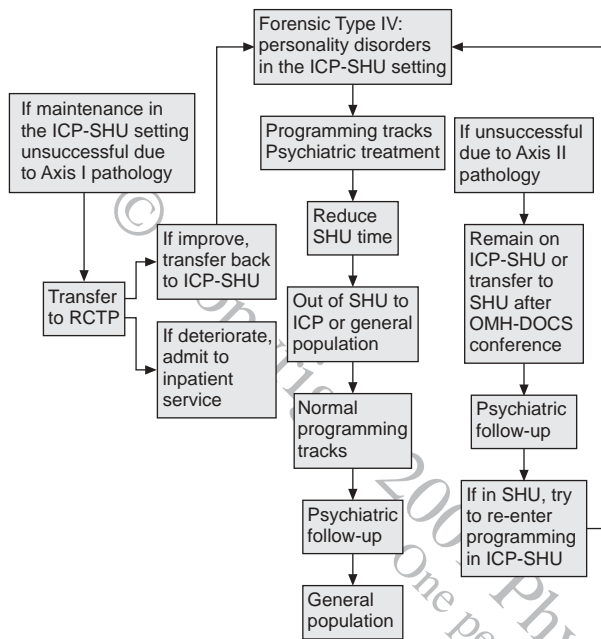 Forensic Type IV:
personality disorders
in the ICP-SHU setting
If maintenance in
the ICP-SHU setting
unsuccessful due
to Axis I pathology
Programming tracks
Psychiatric treatment
If unsuccessful
due to Axis II
pathology
Reduce
SHU time
If improve,
transfer back
to ICP-SHU
Remain on
ICP-SHU or
transfer to
SHU after
OMH-DOCS
conference
Transfer
to RCTP
Out of SHU to
ICP or general
population
If deteriorate,
admit to
inpatient
service
Normal
programming
tracks
Psychiatric
follow-up
If in SHU, try
to re-enter
programming
in ICP-SHU
Psychiatric
follow-up
General
population
©
One pe